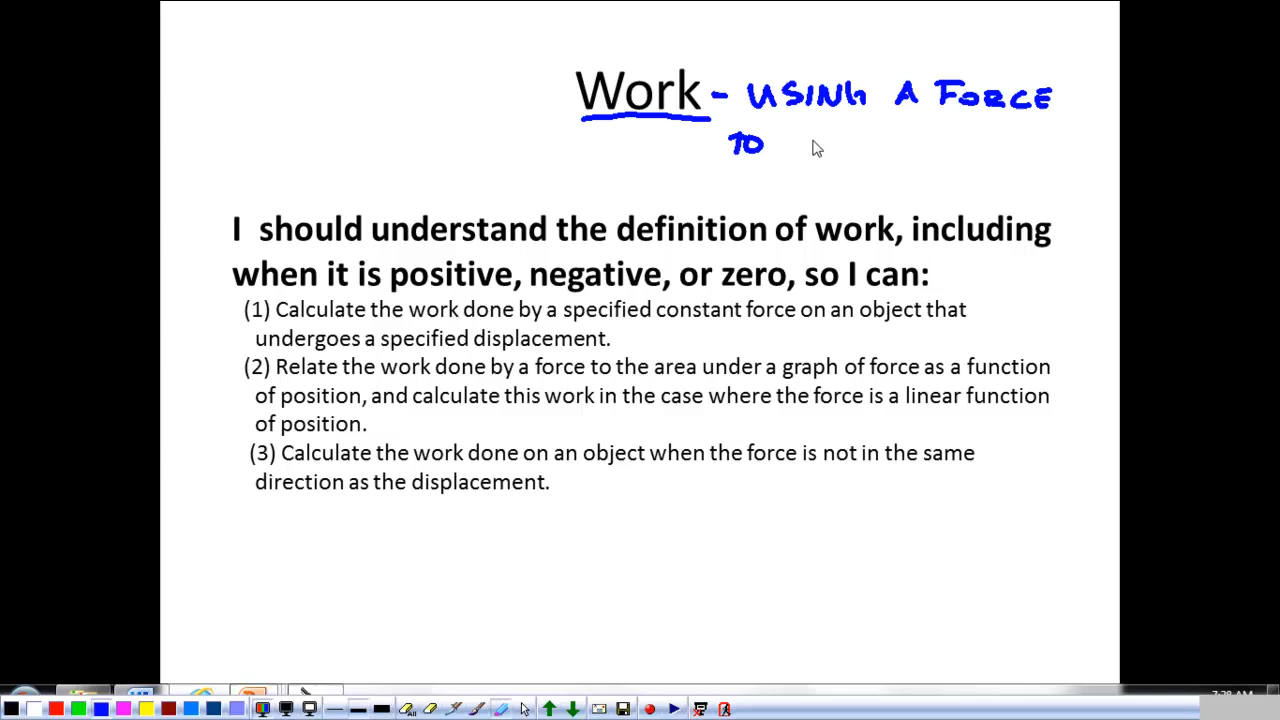 Work - USING A FORCE
TO
I should understand the definition of work, including
when it is positive, negative, or zero, so I can:
(1) Calculate the work done by a specified constant force on an object that
undergoes a specified displacement.
(2) Relate the work done by a force to the area under a graph of force as a function
of position, and calculate this work in the case where the force is a linear function
of position.
(3) Calculate the work done on an object when the force is not in the same
direction as the displacement.